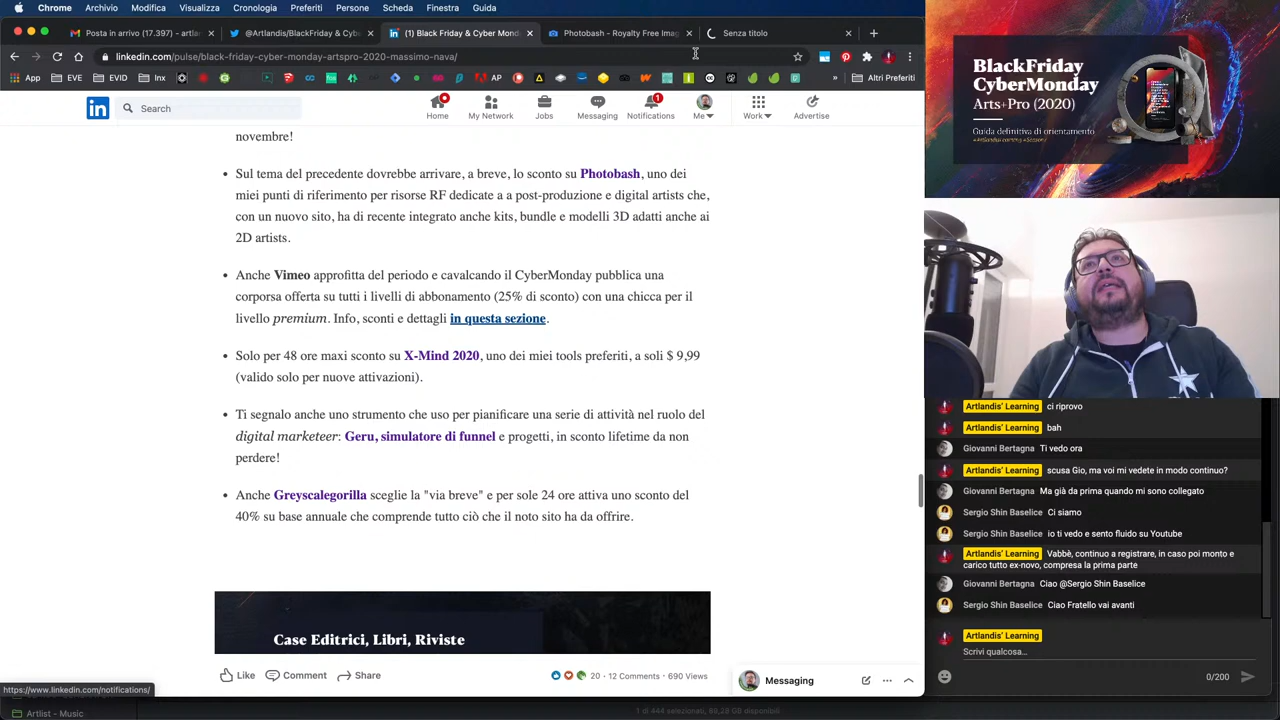 Chrome Archivio Modifica Visualizza Cronologia Preferiti Persone Scheda Finestra Guida
Posta in arrivo (17.397) - artlan
@Artlandis/BlackFriday & Cybe
(1) Black Friday & Cyber Mond
Photobash - Royalty Free Imag
Senza titolo
linkedin.com/pulse/black-friday-cyber-monday-artspro-2020-massimo-nava/
App EVE EVID Inx AP Altri Preferiti
Search
Home My Network Jobs Messaging Notifications Me Work Advertise
1
novembre!
Sul tema del precedente dovrebbe arrivare, a breve, lo sconto su Photobash, uno dei
miei punti di riferimento per risorse RF dedicate a a post-produzione e digital artists che,
con un nuovo sito, ha di recente integrato anche kits, bundle e modelli 3D adatti anche ai
2D artists.
Anche Vimeo approfitta del periodo e cavalcando il CyberMonday pubblica una
corporsa offerta su tutti i livelli di abbonamento (25% di sconto) con una chicca per il
livello premium. Info, sconti e dettagli in questa sezione.
Solo per 48 ore maxi sconto su X-Mind 2020, uno dei miei tools preferiti, a soli $ 9,99
(valido solo per nuove attivazioni).
Ti segnalo anche uno strumento che uso per pianificare una serie di attività nel ruolo del
digital marketeer: Geru, simulatore di funnel e progetti, in sconto lifetime da non
perdere!
Anche Greyscalegorilla sceglie la "via breve" e per sole 24 ore attiva uno sconto del
40% su base annuale che comprende tutto ciò che il noto sito ha da offrire.
Case Editrici, Libri, Riviste
Like Comment Share
20 · 12 Comments · 690 Views
Messaging
https://www.linkedin.com/notifications/
Artlist - Music
1 di 444 selezionati, 89,28 GB disponibili
BlackFriday
CyberMonday
Arts+Pro (2020)
Guida definitiva di orientamento
Artlandis' Learning ci riprovo
Artlandis' Learning bah
Giovanni Bertagna Ti vedo ora
Artlandis' Learning scusa Gio, ma voi mi vedete in modo continuo?
Giovanni Bertagna Ma già da prima quando mi sono collegato
Sergio Shin Baselice Ci siamo
Sergio Shin Baselice io ti vedo e sento fluido su Youtube
Artlandis' Learning Vabbè, continuo a registrare, in caso poi monto e
carico tutto ex-novo, compresa la prima parte
Giovanni Bertagna Ciao @Sergio Shin Baselice
Sergio Shin Baselice Ciao Fratello vai avanti
Artlandis' Learning
Scrivi qualcosa...
0/200